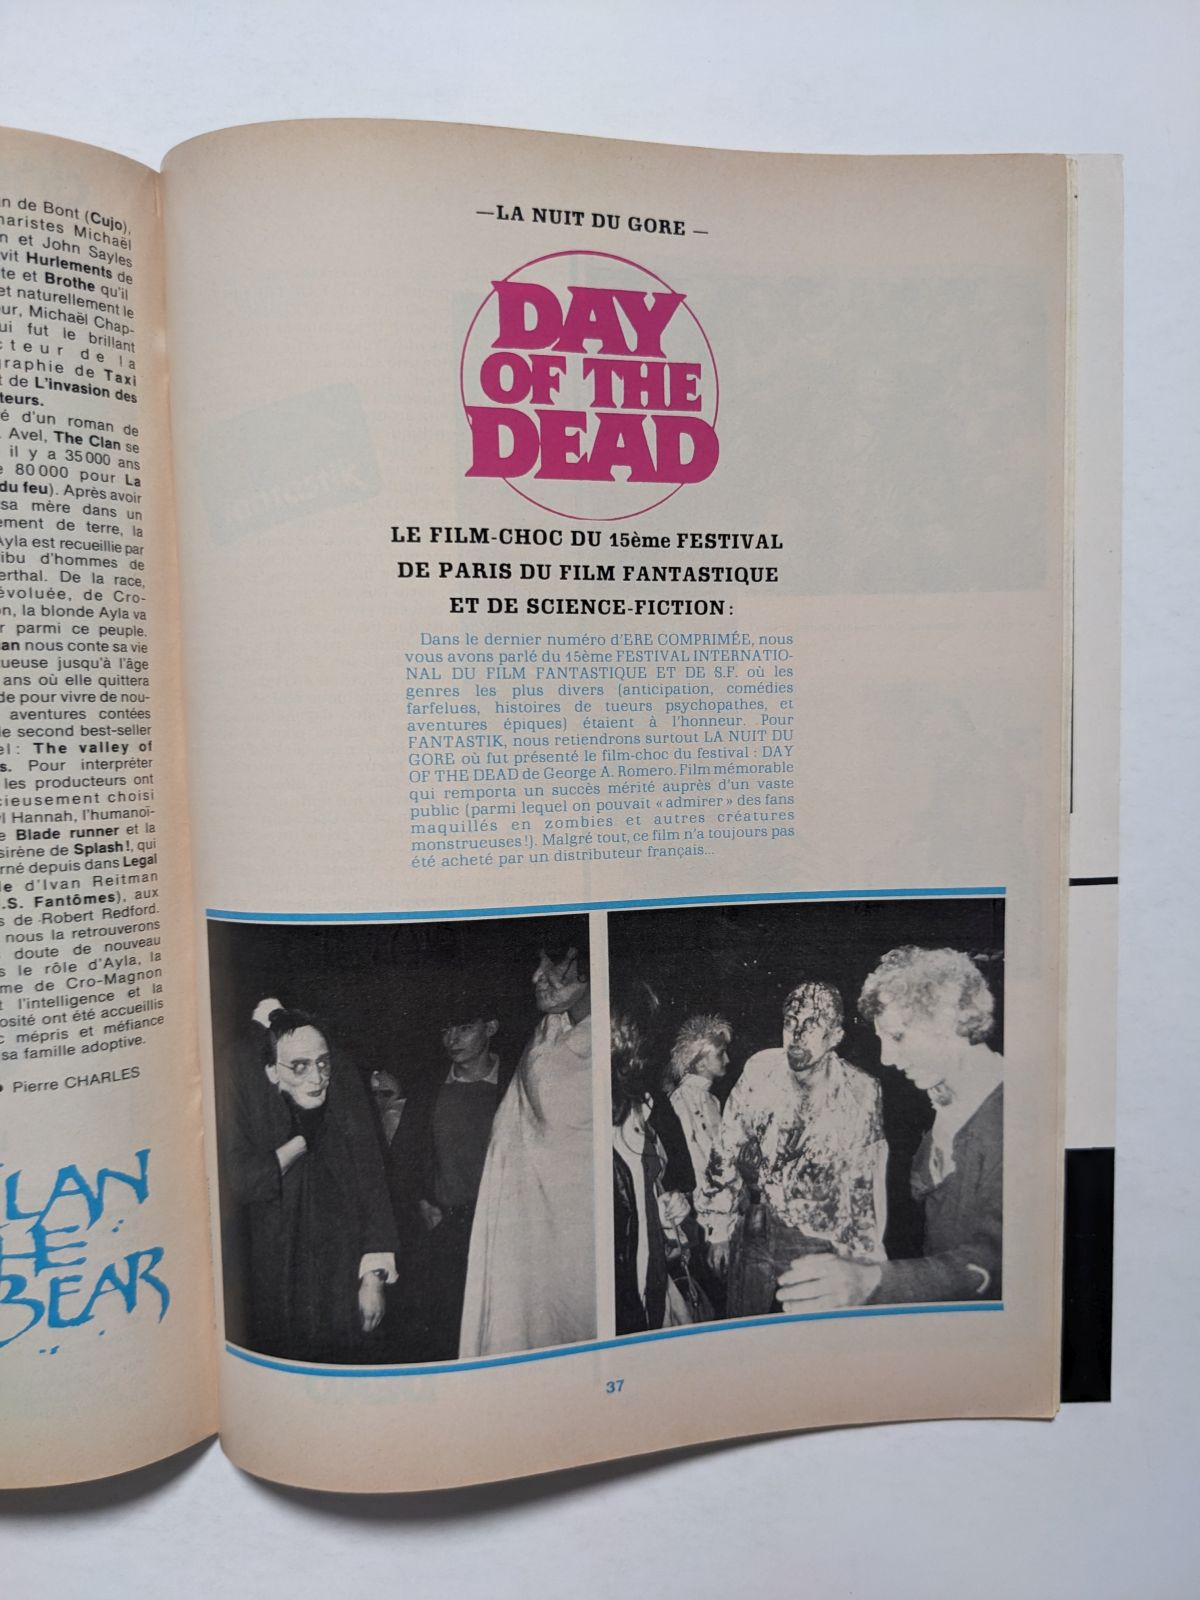 n de Bont (Cujo),
naristes Michaël
n et John Sayles
vit Hurlements de
te et Brothe qu'il
et naturellement le
ur, Michaël Chap-
ui fut le brillant
cteur de la
graphie de Taxi
t de L'invasion des
teurs.
é d'un roman de
. Avel, The Clan se
il y a 35 000 ans
e 80 000 pour La
du feu). Après avoir
sa mère dans un
ement de terre, la
Ayla est recueillie par
ibu d'hommes de
erthal. De la race,
évoluée, de Cro-
n, la blonde Ayla va
r parmi ce peuple.
an nous conte sa vie
ueuse jusqu'à l'âge
ans où elle quittera
de pour vivre de nou-
aventures contées
le second best-seller
el : The valley of
s. Pour interpréter
les producteurs ont
cieusement choisi
yl Hannah, l'humanoï-
e Blade runner et la
sirène de Splash!, qui
rné depuis dans Legal
le d'Ivan Reitman
.S. Fantômes), aux
s de Robert Redford.
nous la retrouverons
doute de nouveau
s le rôle d'Ayla, la
me de Cro-Magnon
t l'intelligence et la
osité ont été accueillis
c mépris et méfiance
sa famille adoptive.
Pierre CHARLES
LAN
HE
BEAR
—LA NUIT DU GORE —
DAY
OF THE
DEAD
LE FILM-CHOC DU 15ème FESTIVAL
DE PARIS DU FILM FANTASTIQUE
ET DE SCIENCE-FICTION :
Dans le dernier numéro d'ERE COMPRIMÉE, nous
vous avons parlé du 15ème FESTIVAL INTERNATIO-
NAL DU FILM FANTASTIQUE ET DE S.F. où les
genres les plus divers (anticipation, comédies
farfelues, histoires de tueurs psychopathes, et
aventures épiques) étaient à l'honneur. Pour
FANTASTIK, nous retiendrons surtout LA NUIT DU
GORE où fut présenté le film-choc du festival : DAY
OF THE DEAD de George A. Romero. Film mémorable
qui remporta un succès mérité auprès d'un vaste
public (parmi lequel on pouvait « admirer » des fans
maquillés en zombies et autres créatures
monstrueuses !). Malgré tout, ce film n'a toujours pas
été acheté par un distributeur français...
37